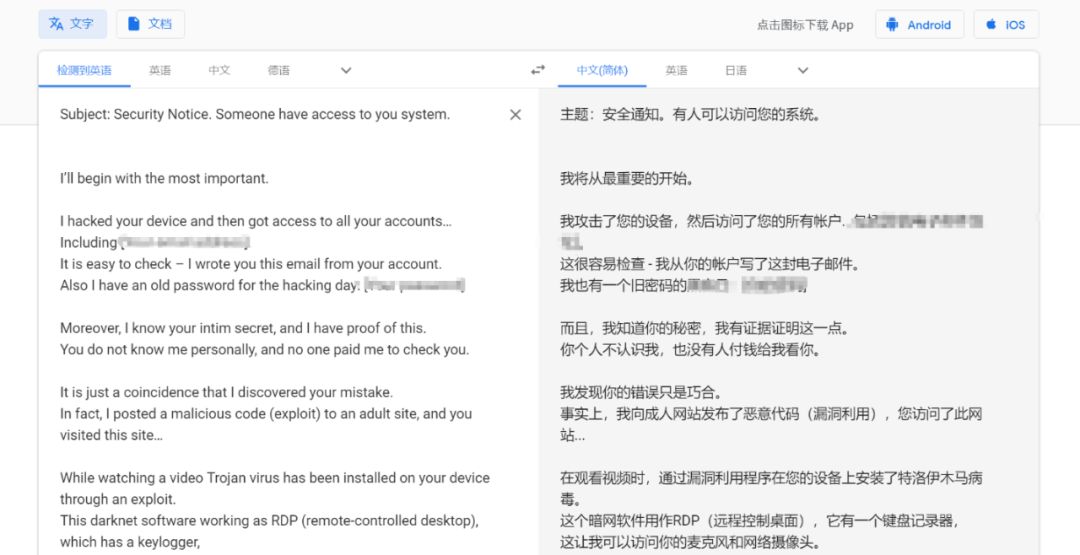 文字
文档
点击图标下载 App
Android
iOS
检测到英语
英语
中文
德语
中文(简体)
英语
日语
Subject: Security Notice. Someone have access to you system.
I'll begin with the most important.
I hacked your device and then got access to all your accounts...
Including
It is easy to check – I wrote you this email from your account.
Also I have an old password for the hacking day:
Moreover, I know your intim secret, and I have proof of this.
You do not know me personally, and no one paid me to check you.
It is just a coincidence that I discovered your mistake.
In fact, I posted a malicious code (exploit) to an adult site, and you
visited this site...
While watching a video Trojan virus has been installed on your device
through an exploit.
This darknet software working as RDP (remote-controlled desktop),
which has a keylogger,
主题：安全通知。有人可以访问您的系统。
我将从最重要的开始。
我攻击了您的设备，然后访问了您的所有帐户.
这很容易检查 - 我从你的帐户写了这封电子邮件。
我也有一个旧密码的
而且，我知道你的秘密，我有证据证明这一点。
你个人不认识我，也没有人付钱给我看你。
我发现你的错误只是巧合。
事实上，我向成人网站发布了恶意代码（漏洞利用），您访问了此网
站...
在观看视频时，通过漏洞利用程序在您的设备上安装了特洛伊木马病
毒。
这个暗网软件用作RDP（远程控制桌面），它有一个键盘记录器，
这让我可以访问你的麦克风和网络摄像头。